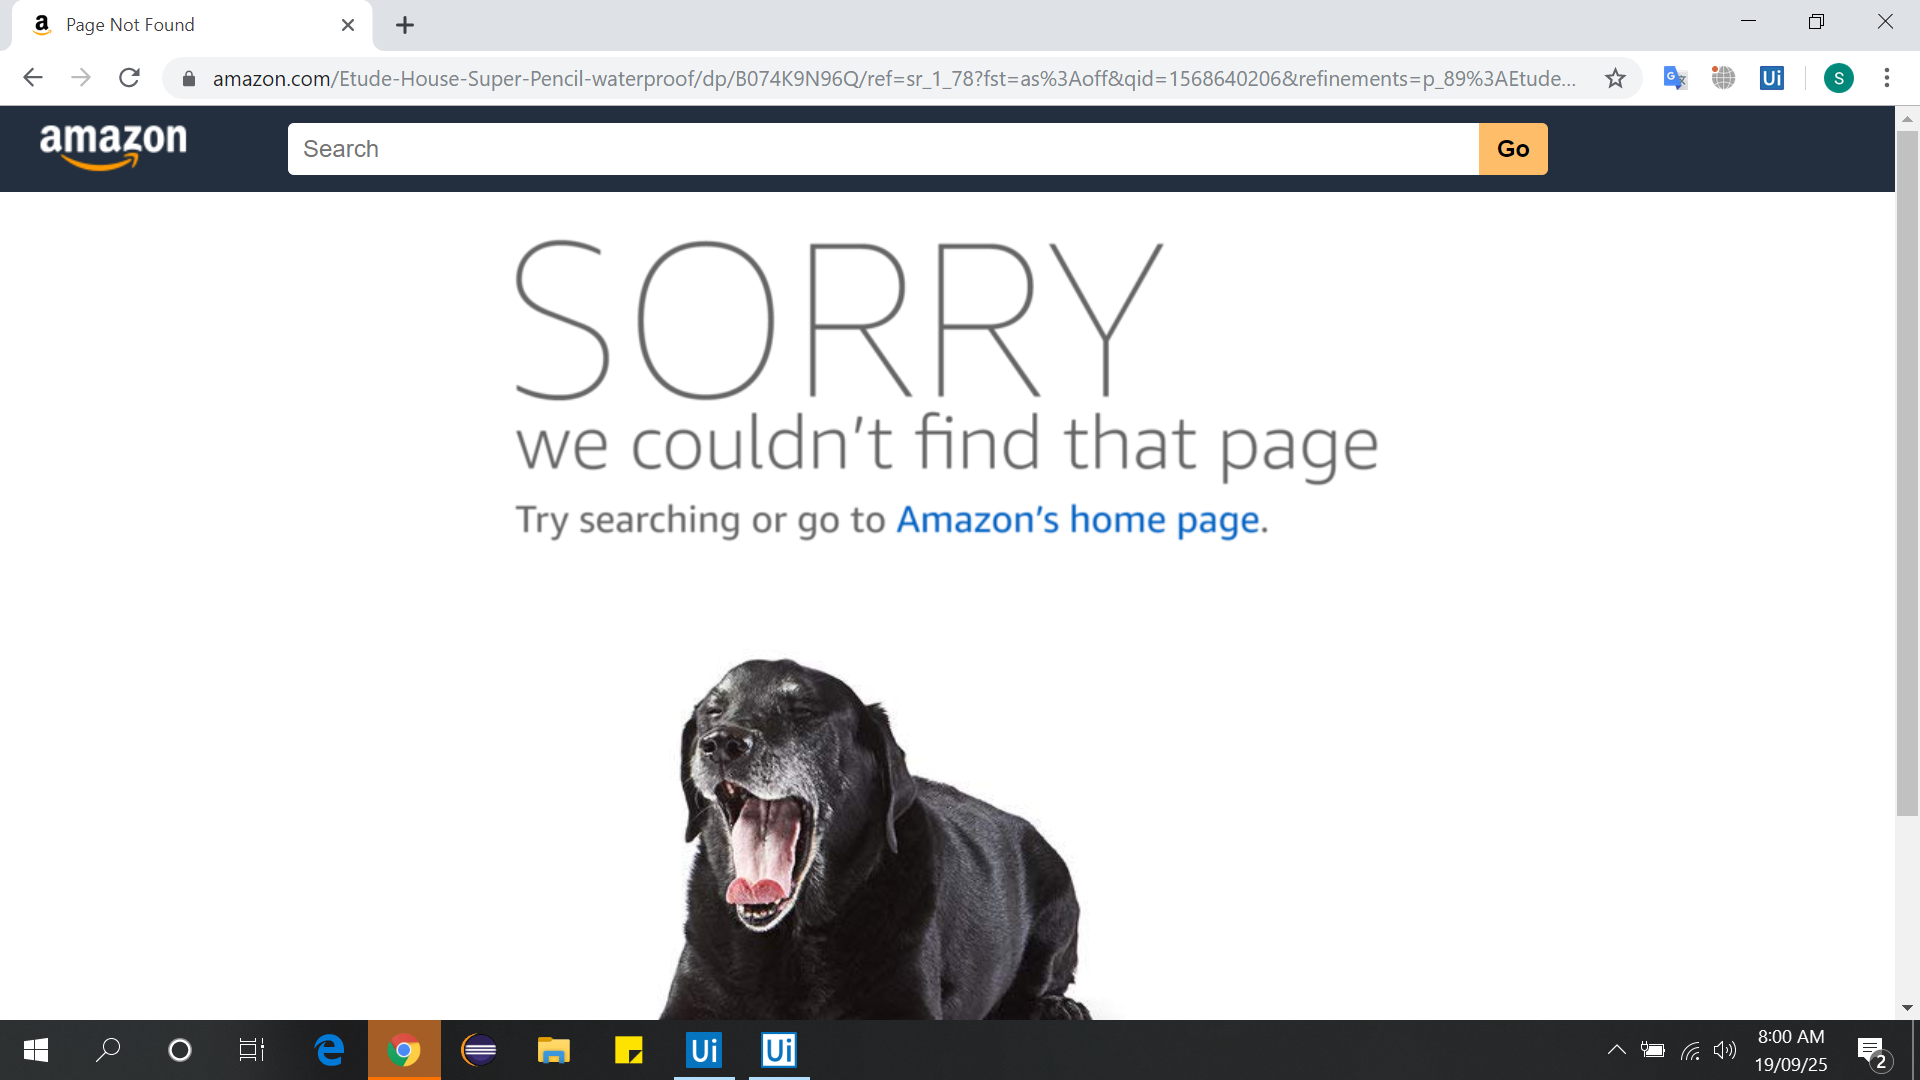 Page Not Found
amazon.com/Etude-House-Super-Pencil-waterproof/dp/B074K9N96Q/ref=sr_1_78?fst=as%3Aoff&qid=1568640206&refinements=p_89%3AEtude...
Ui
S
amazon
Search
Go
SORRY
we couldn't find that page
Try searching or go to Amazon's home page.
Ui
Ui
8:00 AM
19/09/25
2